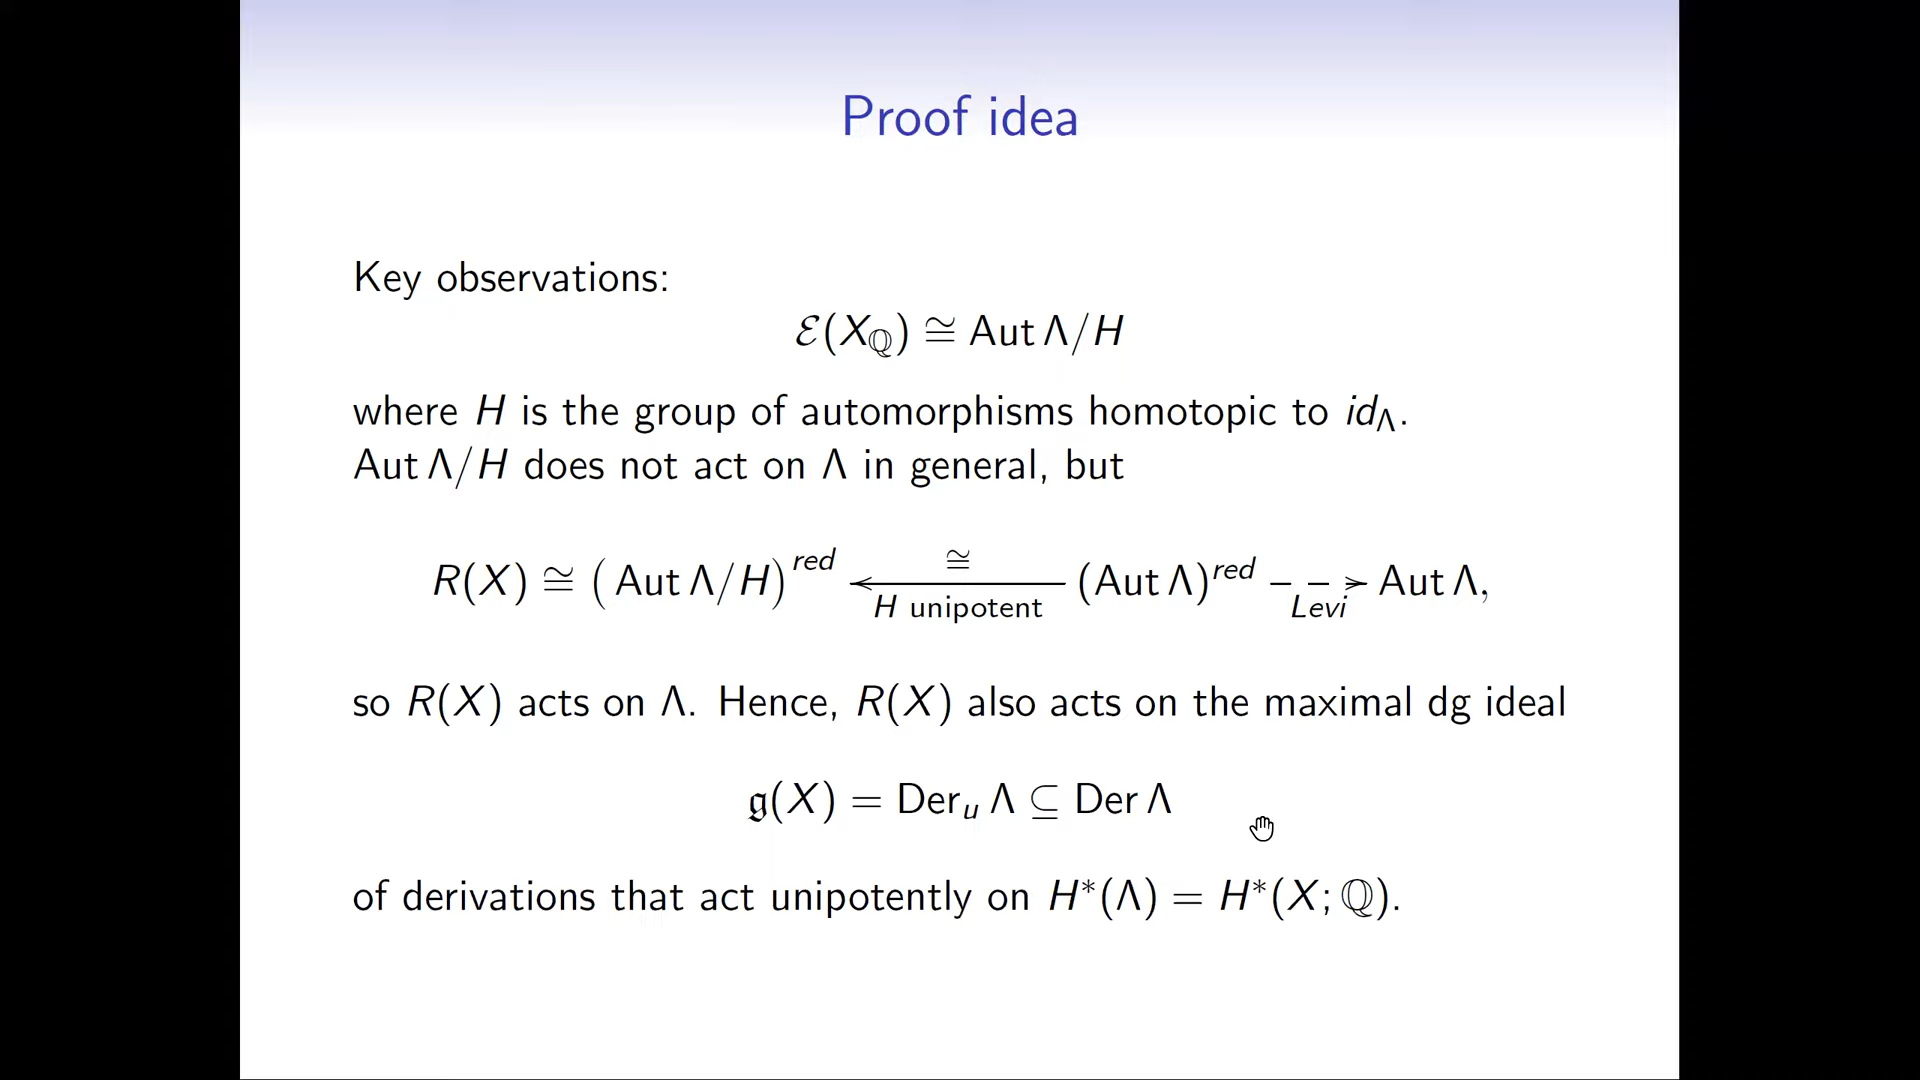 Proof idea
Key observations:
ℰ(X_ℚ) ≅ Aut Λ/H
where H is the group of automorphisms homotopic to id_Λ.
Aut Λ/H does not act on Λ in general, but
R(X) ≅ (Aut Λ/H)^red ←[≅ / H unipotent] (Aut Λ)^red ⇢[Levi] Aut Λ,
so R(X) acts on Λ. Hence, R(X) also acts on the maximal dg ideal
𝔤(X) = Der_u Λ ⊆ Der Λ
of derivations that act unipotently on H*(Λ) = H*(X; ℚ).